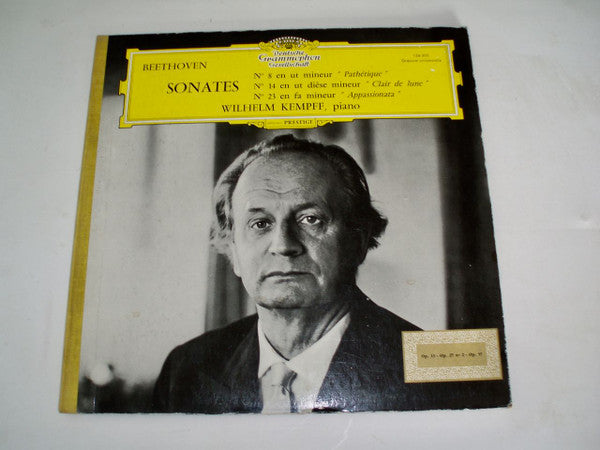 Deutsche
Grammophon
Gesellschaft
BEETHOVEN
SONATES
N° 8 en ut mineur " Pathétique "
N° 14 en ut dièse mineur " Clair de lune "
N° 23 en fa mineur " Appassionata "
WILHELM KEMPFF, piano
PRESTIGE